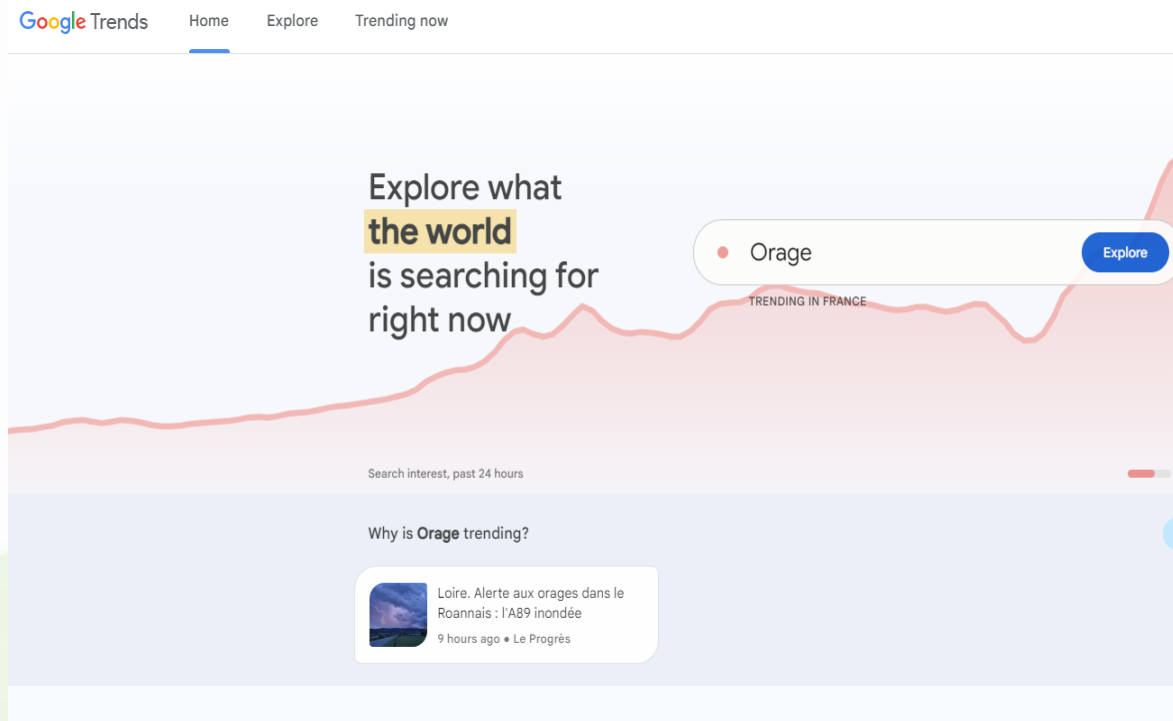 Google Trends Home Explore Trending now
Explore what
the world
is searching for
right now
Orage Explore
TRENDING IN FRANCE
Search interest, past 24 hours
Why is Orage trending?
Loire. Alerte aux orages dans le
Roannais : l'A89 inondée
9 hours ago • Le Progrès